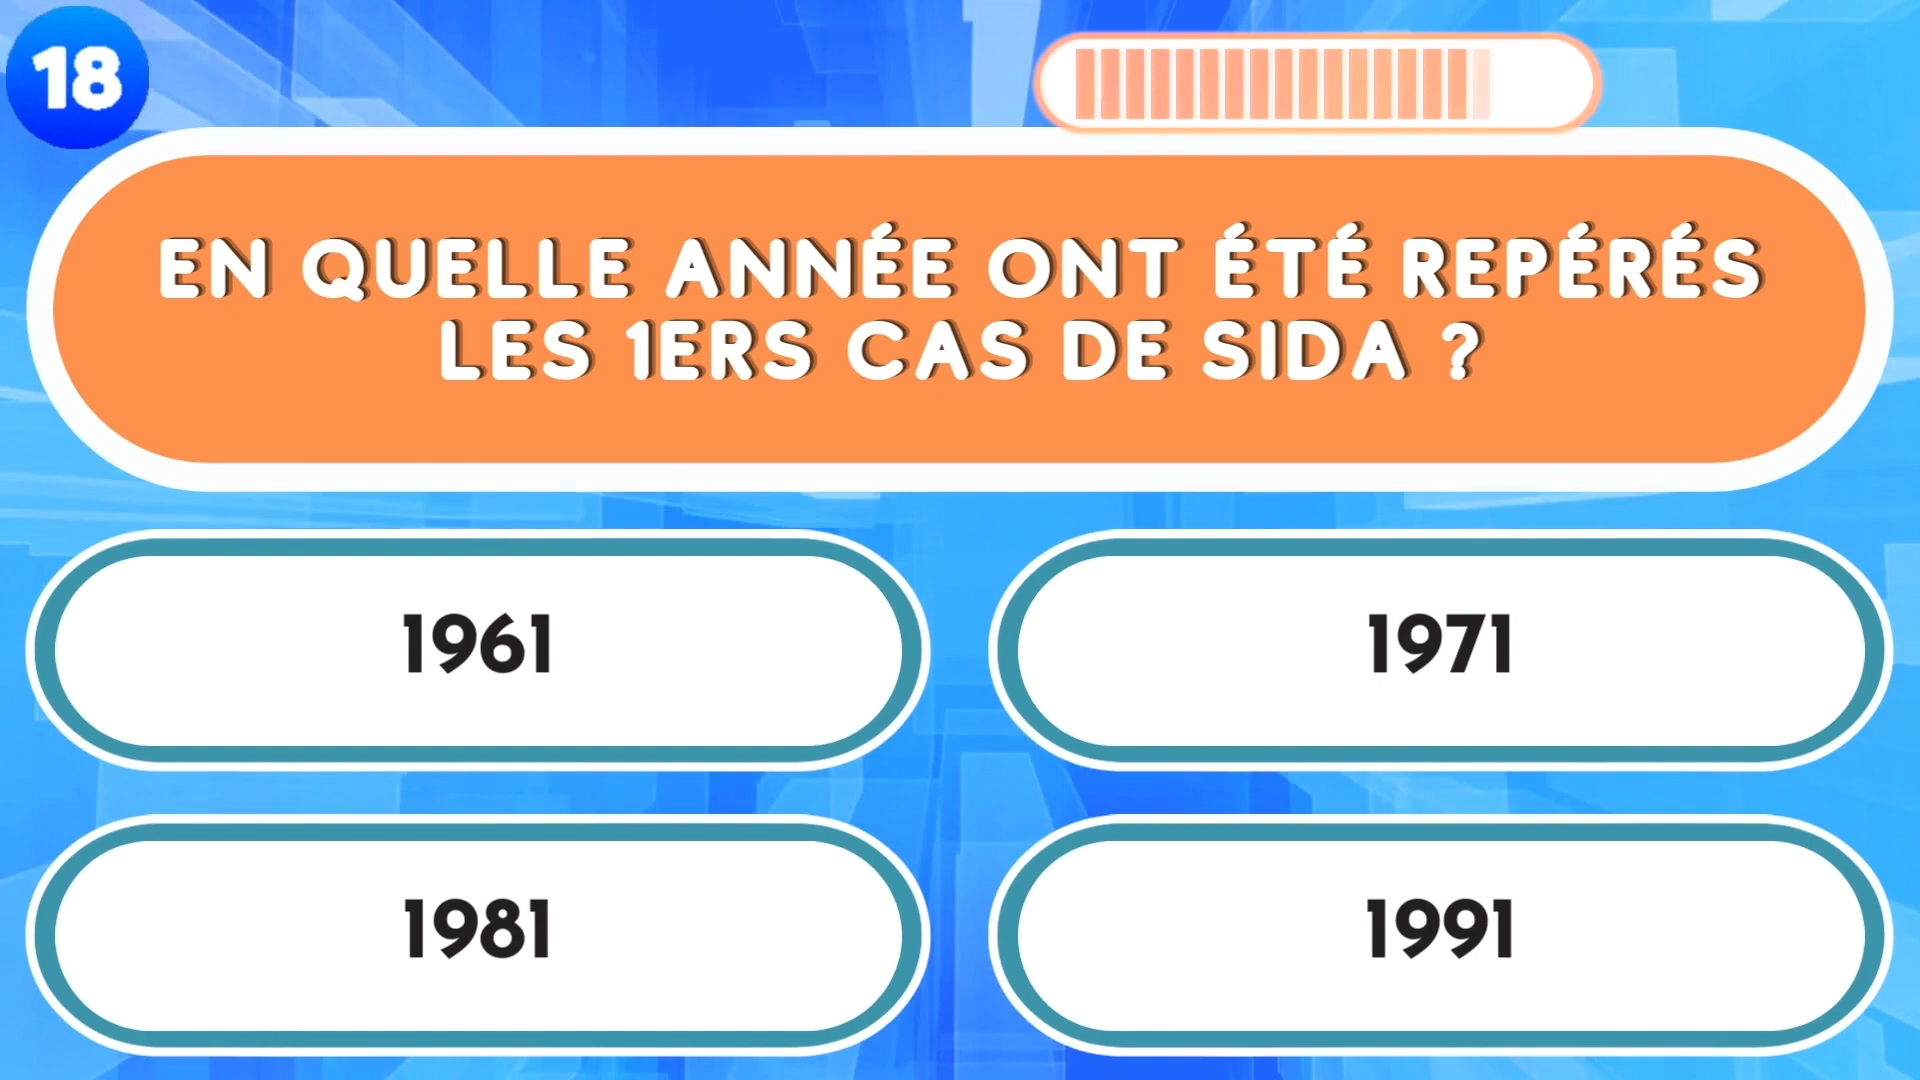 18
EN QUELLE ANNÉE ONT ÉTÉ REPÉRÉS
LES 1ERS CAS DE SIDA ?
1961
1971
1981
1991